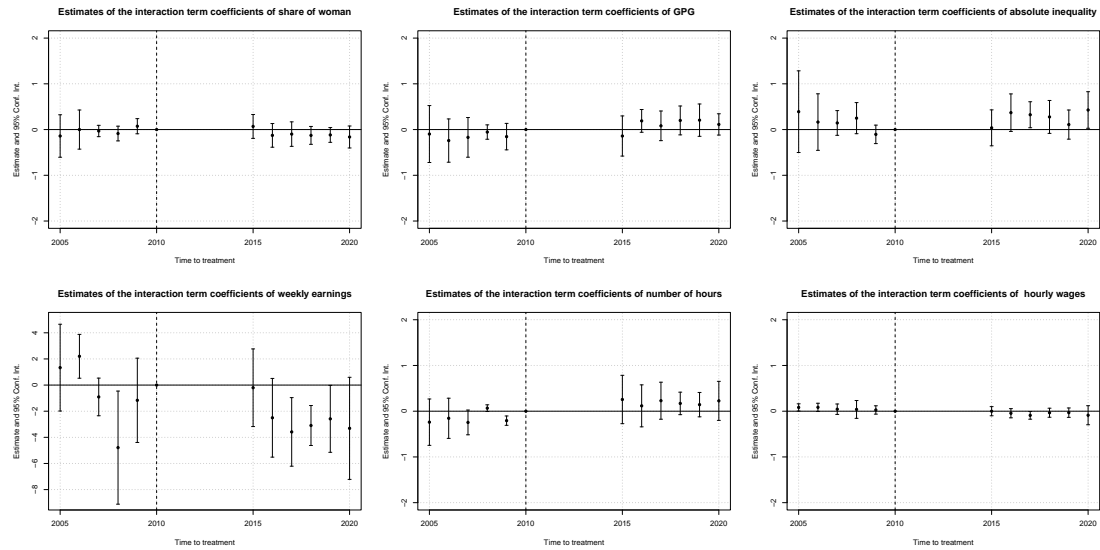 Estimates of the interaction term coefficients of share of woman
Estimate and 95% Conf. Int.
2
1
0
−1
−2
2005 2010 2015 2020
Time to treatment
Estimates of the interaction term coefficients of GPG
Estimate and 95% Conf. Int.
2
1
0
−1
−2
2005 2010 2015 2020
Time to treatment
Estimates of the interaction term coefficients of absolute inequality
Estimate and 95% Conf. Int.
2
1
0
−1
−2
2005 2010 2015 2020
Time to treatment
Estimates of the interaction term coefficients of weekly earnings
Estimate and 95% Conf. Int.
4
2
0
−2
−4
−6
−8
2005 2010 2015 2020
Time to treatment
Estimates of the interaction term coefficients of number of hours
Estimate and 95% Conf. Int.
2
1
0
−1
−2
2005 2010 2015 2020
Time to treatment
Estimates of the interaction term coefficients of  hourly wages
Estimate and 95% Conf. Int.
2
1
0
−1
−2
2005 2010 2015 2020
Time to treatment